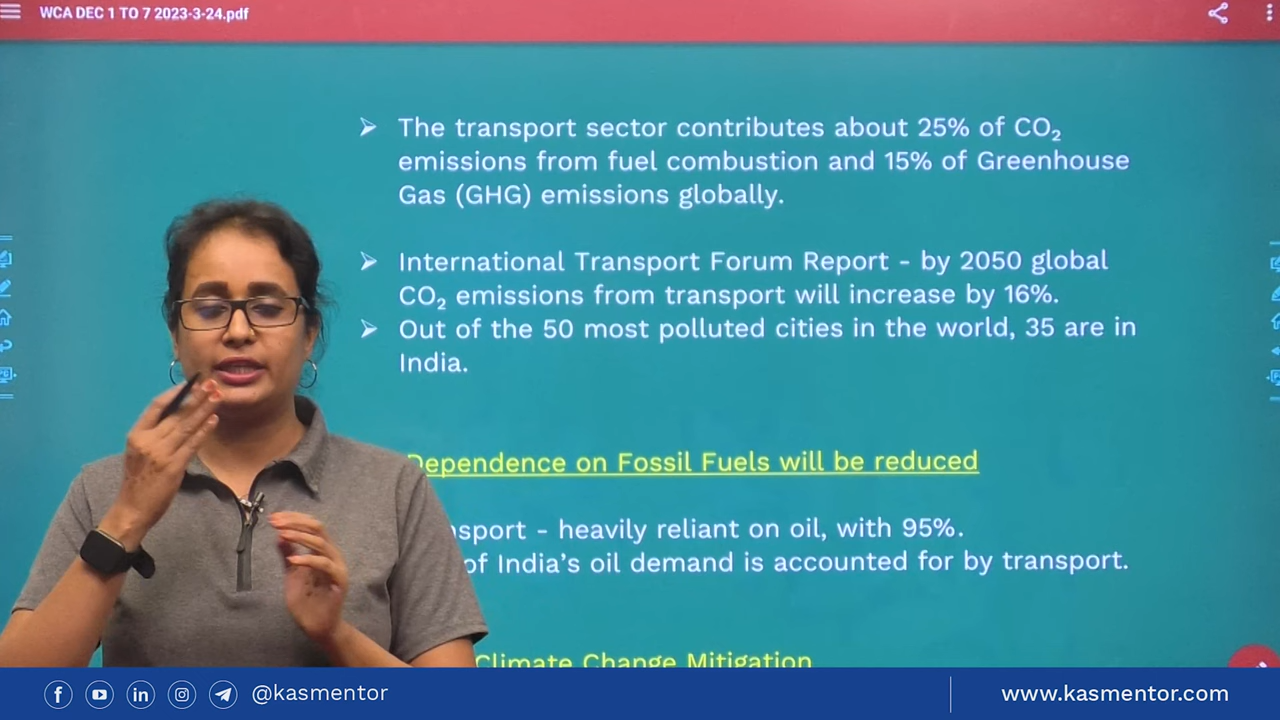 WCA DEC 1 TO 7 2023-3-24.pdf
➢ The transport sector contributes about 25% of CO₂
emissions from fuel combustion and 15% of Greenhouse
Gas (GHG) emissions globally.
➢ International Transport Forum Report - by 2050 global
CO₂ emissions from transport will increase by 16%.
➢ Out of the 50 most polluted cities in the world, 35 are in
India.
Dependence on Fossil Fuels will be reduced
- heavily reliant on oil, with 95%.
of India's oil demand is accounted for by transport.
Climate Change Mitigation
@kasmentor
www.kasmentor.com